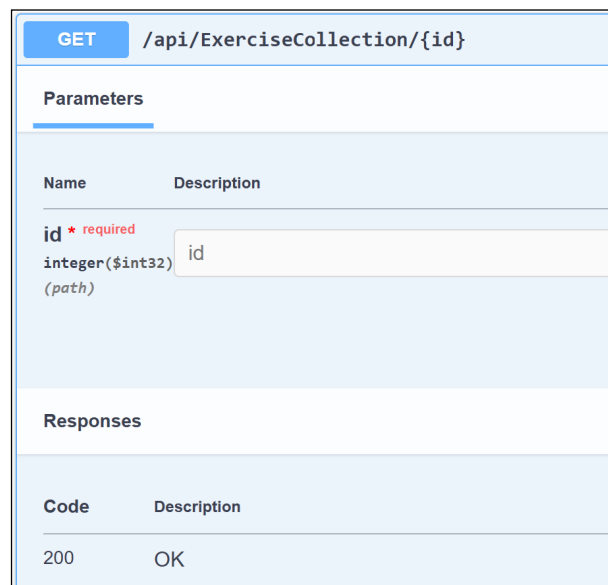 GET /api/ExerciseCollection/{id}
Parameters
Name Description
id * required
id
integer($int32)
(path)
Responses
Code Description
200 OK